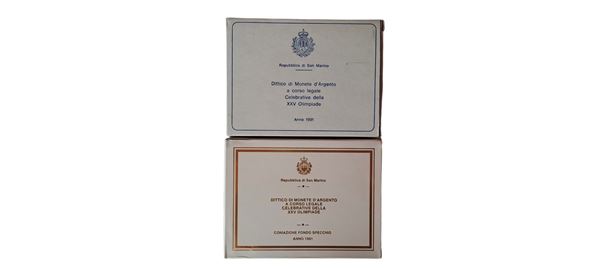 Repubblica di San Marino
Dittico di Monete d'Argento
a corso legale
Celebrative della
XXV Olimpiade
Anno 1991
Repubblica di San Marino
DITTICO DI MONETE D'ARGENTO
A CORSO LEGALE
CELEBRATIVE DELLA
XXV OLIMPIADE
CONIAZIONE FONDO SPECCHIO
ANNO 1991